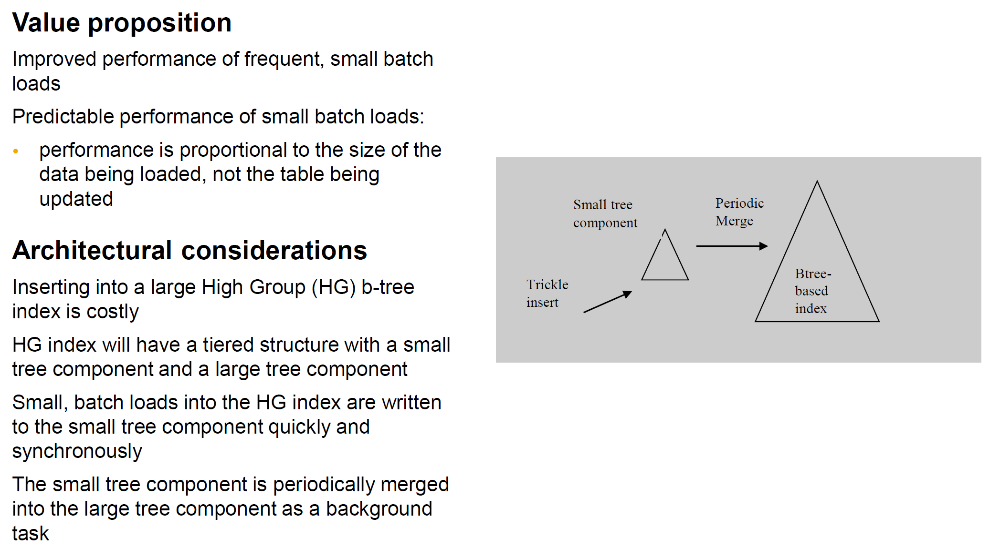 Value proposition
Improved performance of frequent, small batch
loads
Predictable performance of small batch loads:
• performance is proportional to the size of the
data being loaded, not the table being
updated
Architectural considerations
Inserting into a large High Group (HG) b-tree
index is costly
HG index will have a tiered structure with a small
tree component and a large tree component
Small, batch loads into the HG index are written
to the small tree component quickly and
synchronously
The small tree component is periodically merged
into the large tree component as a background
task
Small tree
component
Periodic
Merge
Trickle
insert
Btree-
based
index